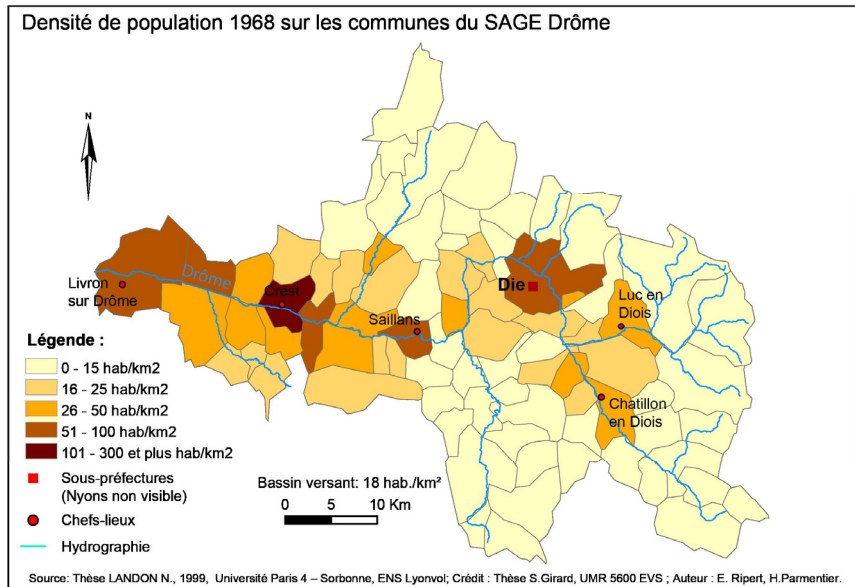 Densité de population 1968 sur les communes du SAGE Drôme
N
Drôme
Livron
sur Drôme
Crest
Saillans
Die
Luc en
Diois
Chatillon
en Diois
Légende :
0 - 15 hab/km2
16 - 25 hab/km2
26 - 50 hab/km2
51 - 100 hab/km2
101 - 300 et plus hab/km2
Sous-préfectures
(Nyons non visible)
Chefs-lieux
Hydrographie
Bassin versant: 18 hab./km²
0 5 10 Km
Source: Thèse LANDON N., 1999, Université Paris 4 – Sorbonne, ENS Lyonvol; Crédit : Thèse S.Girard, UMR 5600 EVS ; Auteur : E. Ripert, H.Parmentier.